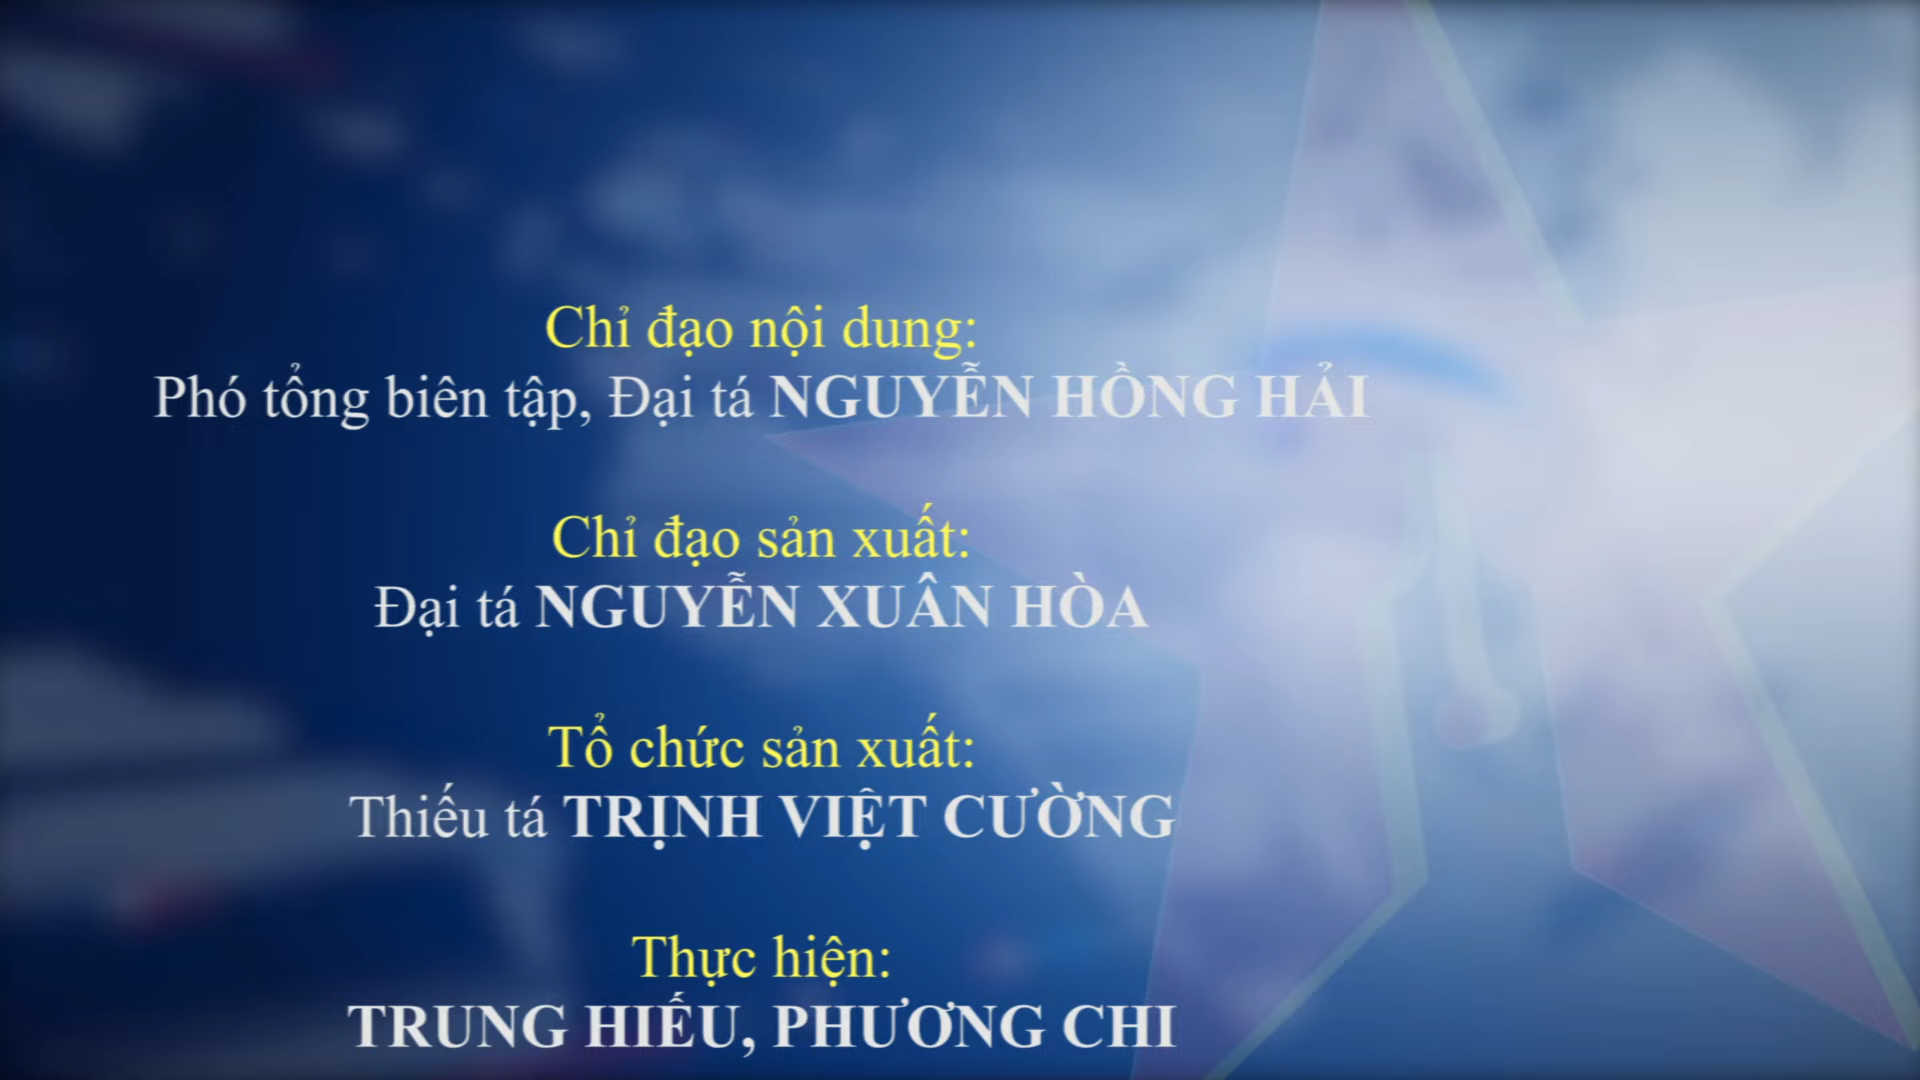 Chỉ đạo nội dung:
Phó tổng biên tập, Đại tá NGUYỄN HỒNG HẢI
Chỉ đạo sản xuất:
Đại tá NGUYỄN XUÂN HÒA
Tổ chức sản xuất:
Thiếu tá TRỊNH VIỆT CƯỜNG
Thực hiện:
TRUNG HIẾU, PHƯƠNG CHI